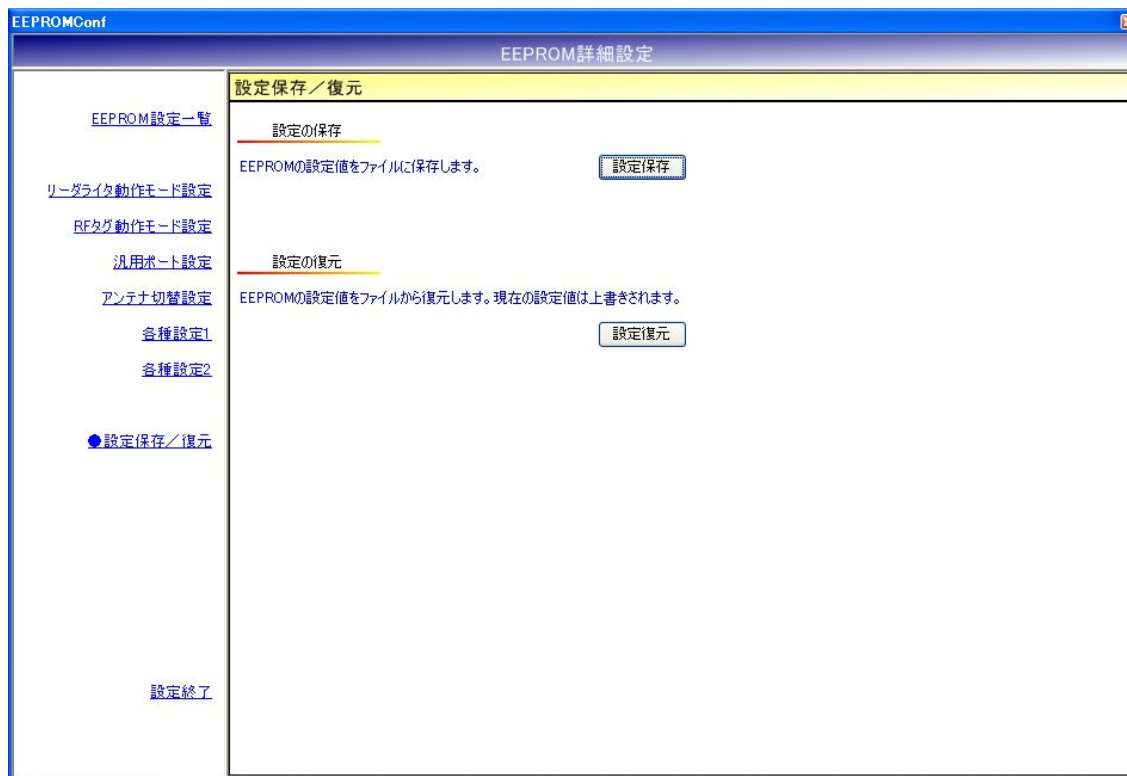 EEPROMConf
EEPROM詳細設定
EEPROM設定一覧
リーダライタ動作モード設定
RFタグ動作モード設定
汎用ポート設定
アンテナ切替設定
各種設定1
各種設定2
●設定保存／復元
設定終了
設定保存／復元
設定の保存
EEPROMの設定値をファイルに保存します。
設定保存
設定の復元
EEPROMの設定値をファイルから復元します。現在の設定値は上書きされます。
設定復元